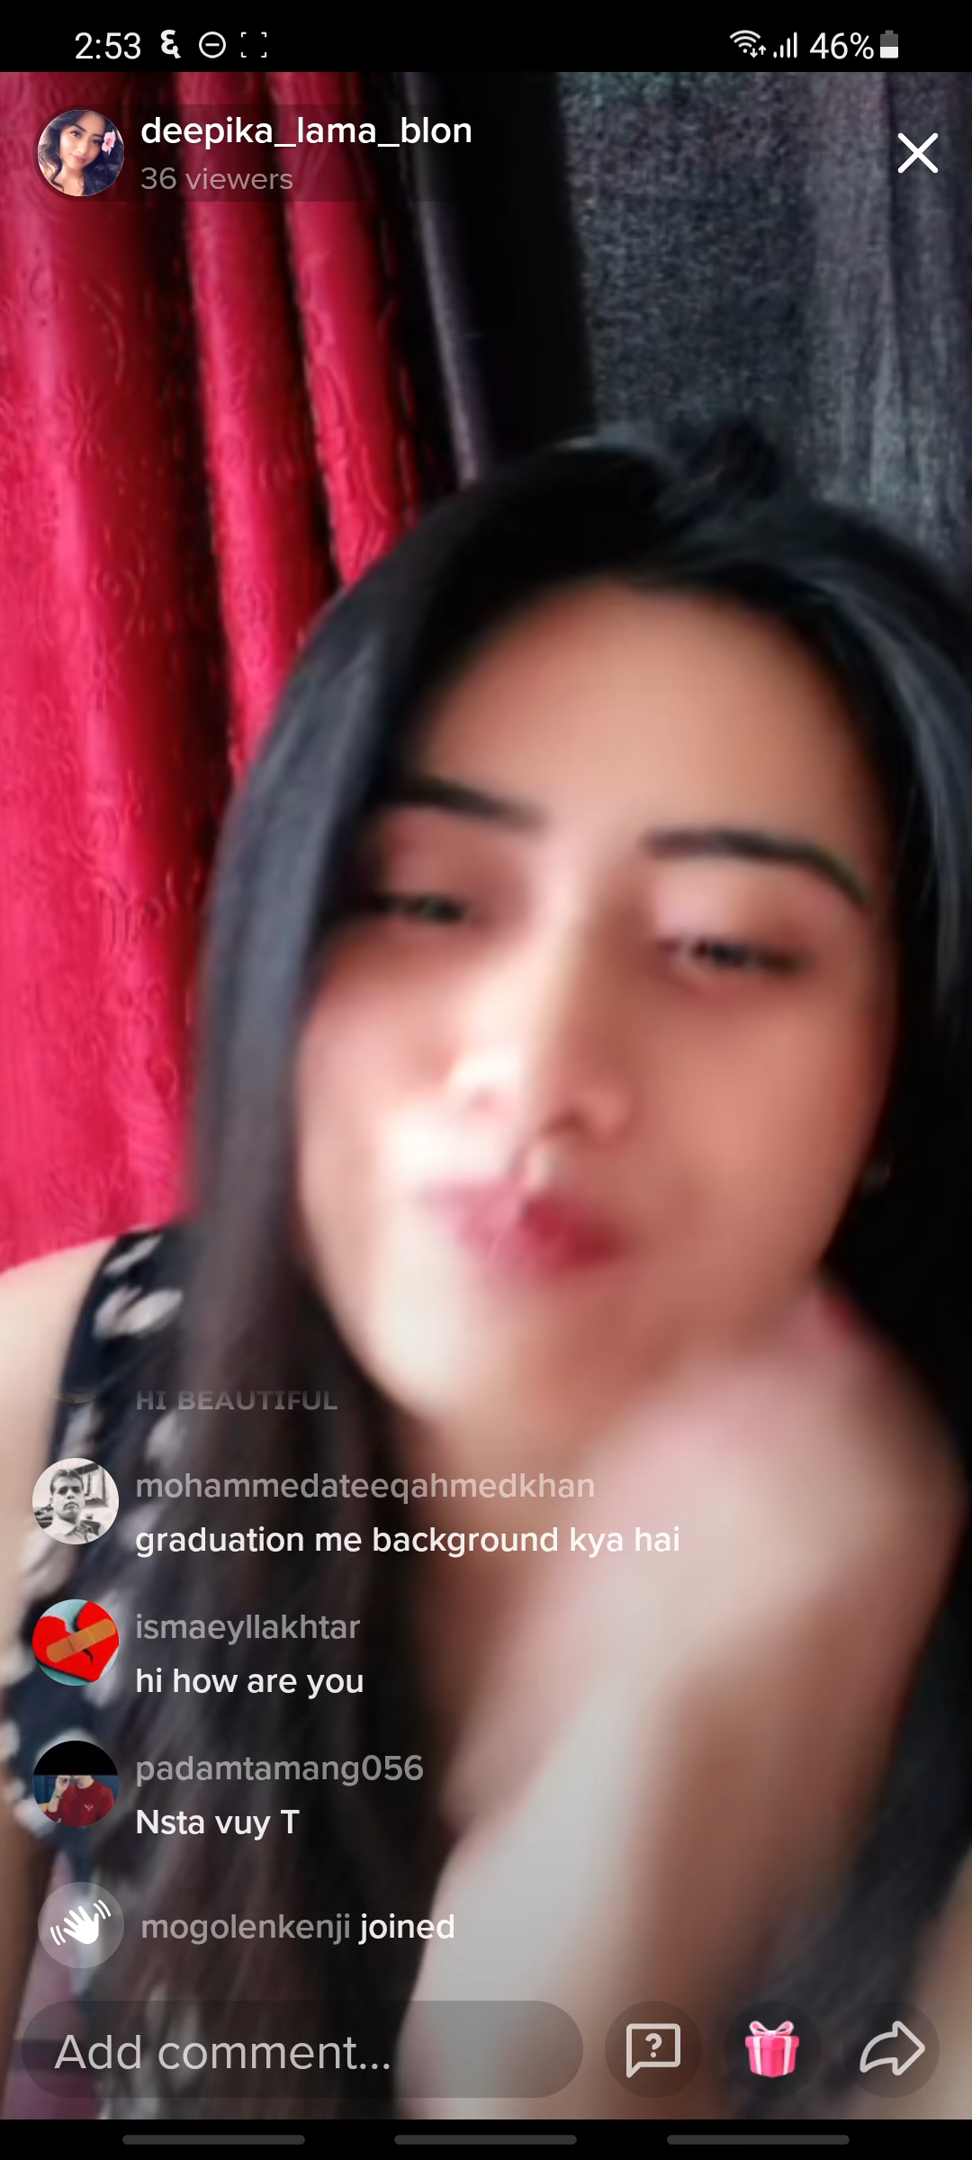 2:53
46%
deepika_lama_blon
36 viewers
HI BEAUTIFUL
mohammedateeqahmedkhan
graduation me background kya hai
ismaeyllakhtar
hi how are you
padamtamang056
Nsta vuy T
mogolenkenji joined
Add comment...
?